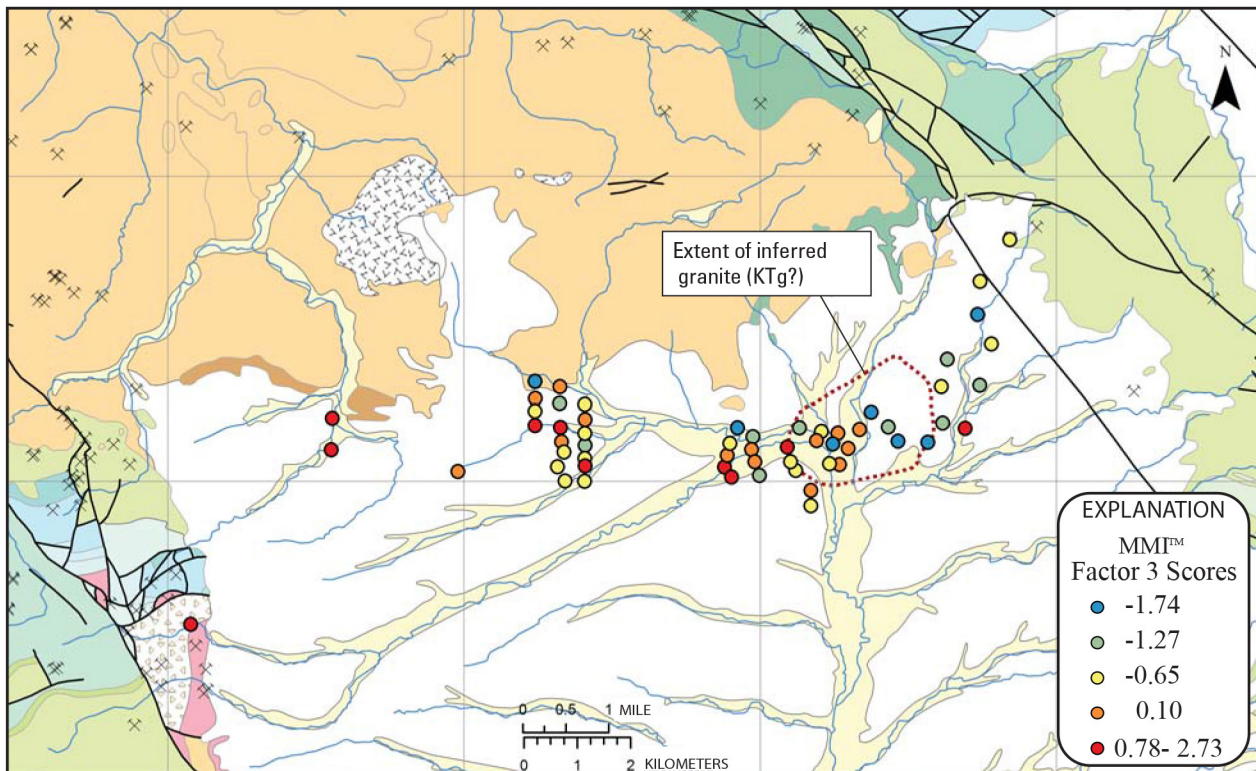 N
Extent of inferred
granite (KTg?)
EXPLANATION
MMI™
Factor 3 Scores
-1.74
-1.27
-0.65
0.10
0.78- 2.73
0 0.5 1 MILE
0 1 2
KILOMETERS